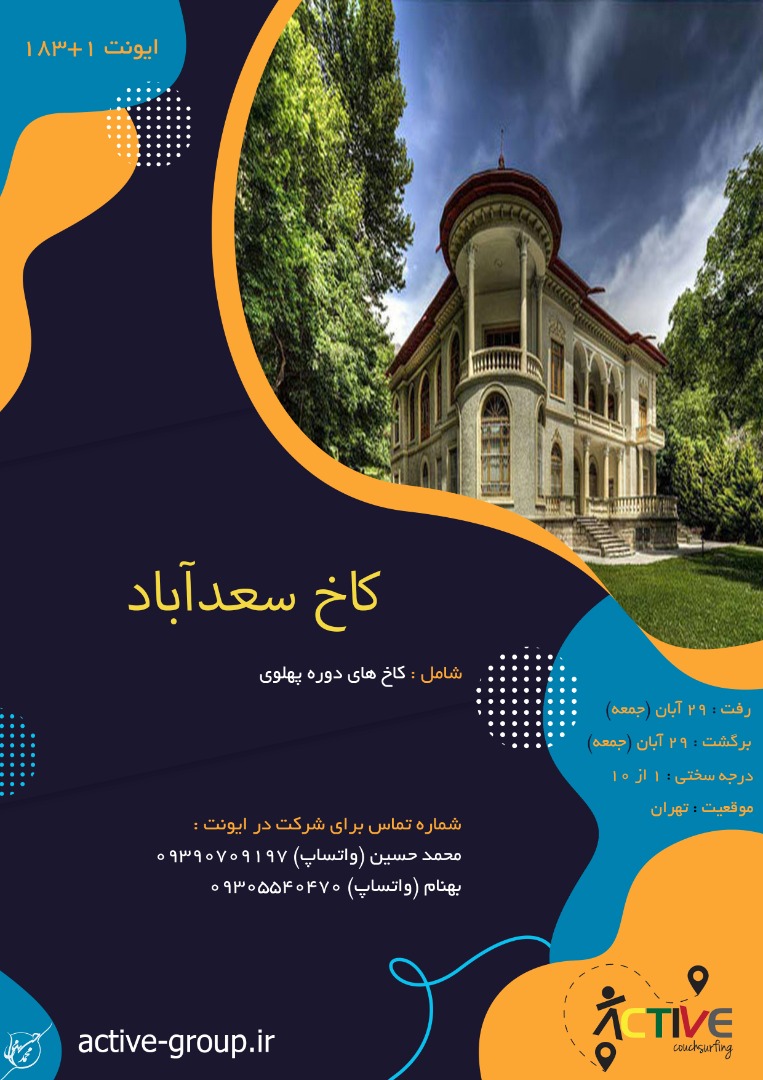 ایونت ۱+۱۸۳
کاخ سعدآباد
شامل : کاخ های دوره پهلوی
رفت : ۲۹ آبان (جمعه)
برگشت : ۲۹ آبان (جمعه)
درجه سختی : ۱ از ۱۰
موقعیت : تهران
شماره تماس برای شرکت در ایونت :
محمد حسین (واتساپ) ۰۹۳۹۰۷۰۹۱۹۷
بهنام (واتساپ) ۰۹۳۰۵۵۴۰۴۷۰
ACTIVE
couchsurfing
active-group.ir